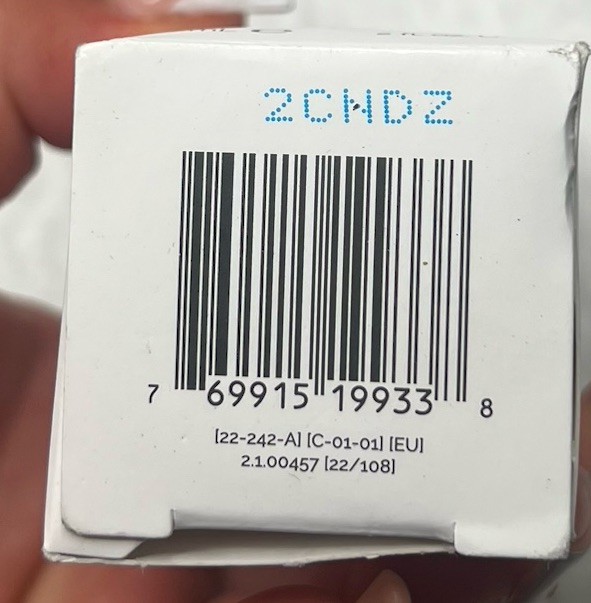 2CNDZ
7 69915 19933 8
[22-242-A] [C-01-01] [EU]
2.1.00457 [22/108]